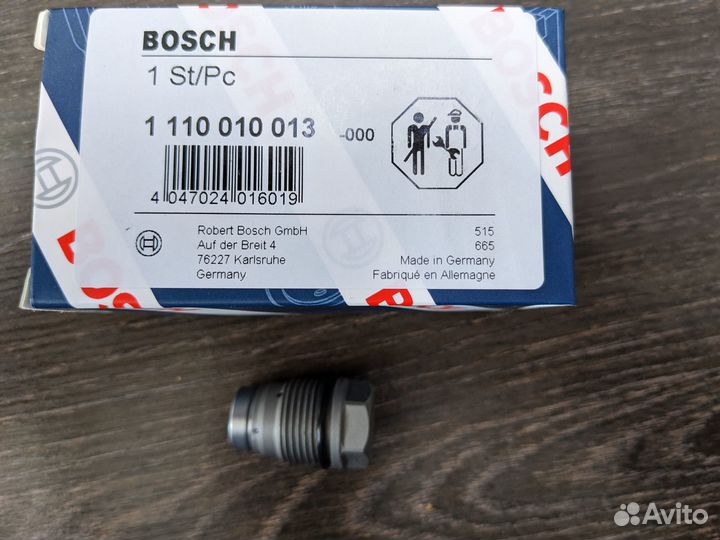 BOSCH
1 St/Pc
1 110 010 013 -000
4 047024 016019
Robert Bosch GmbH
Auf der Breit 4
76227 Karlsruhe
Germany
515
665
Made in Germany
Fabriqué en Allemagne
BOSCH
Avito